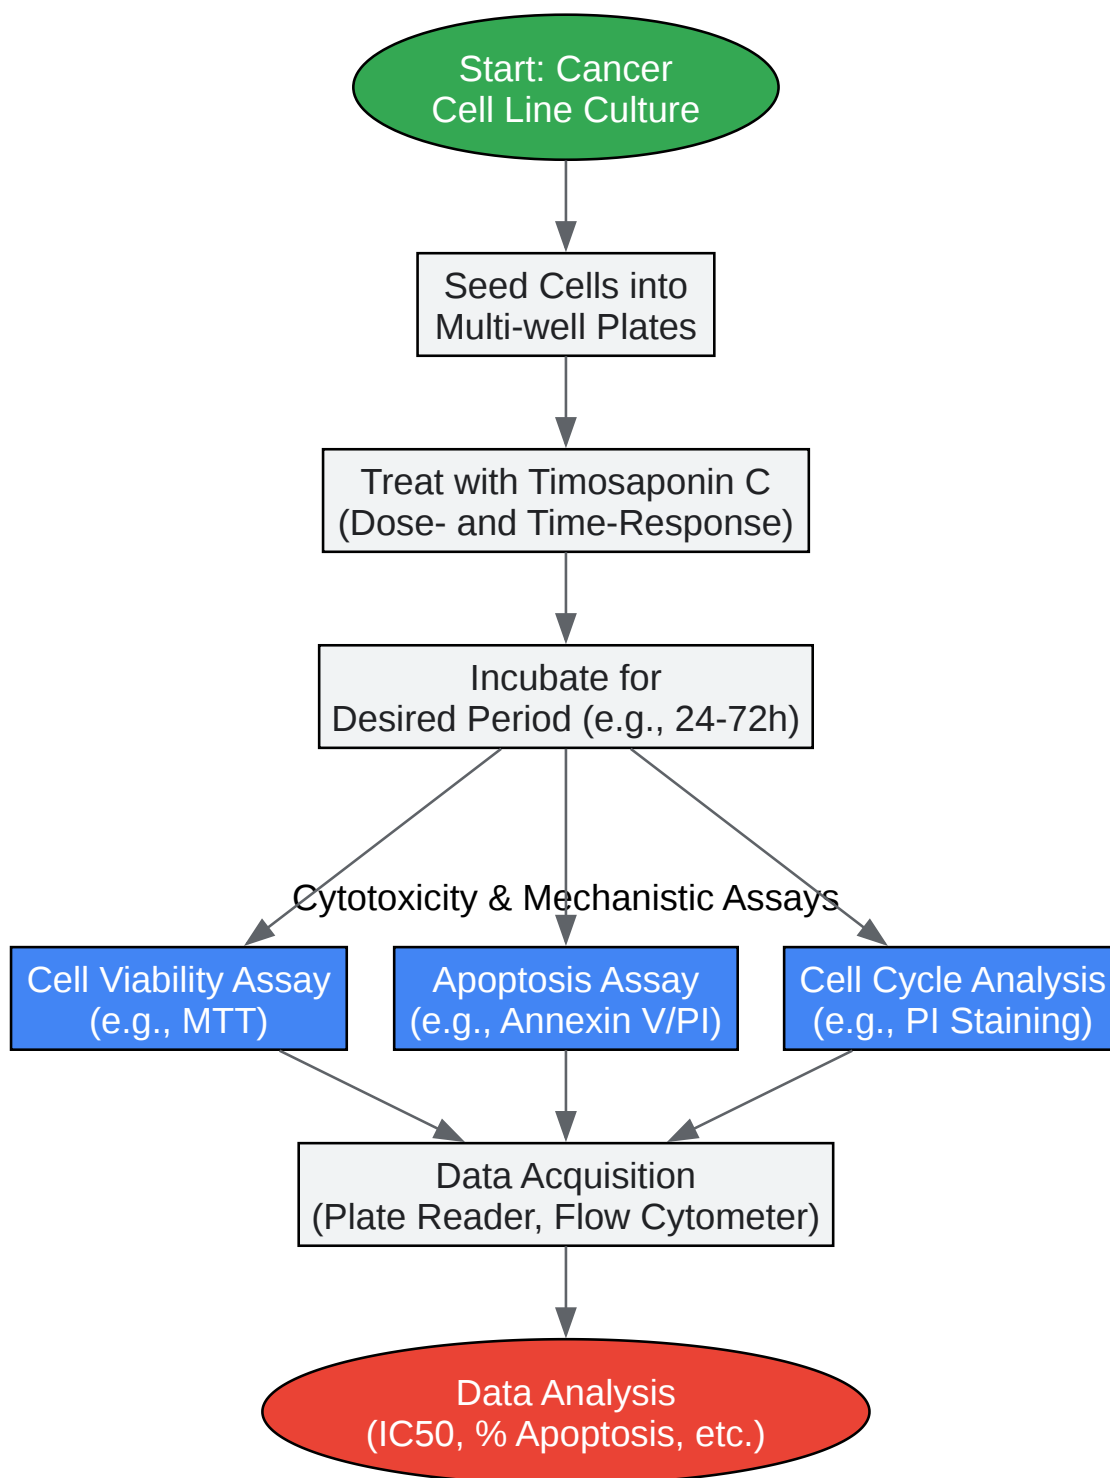 Start: Cancer
Cell Line Culture
Seed Cells into
Multi-well Plates
Treat with Timosaponin C
(Dose- and Time-Response)
Incubate for
Desired Period (e.g., 24-72h)
Cytotoxicity & Mechanistic Assays
Cell Viability Assay
(e.g., MTT)
Apoptosis Assay
(e.g., Annexin V/PI)
Cell Cycle Analysis
(e.g., PI Staining)
Data Acquisition
(Plate Reader, Flow Cytometer)
Data Analysis
(IC50, % Apoptosis, etc.)